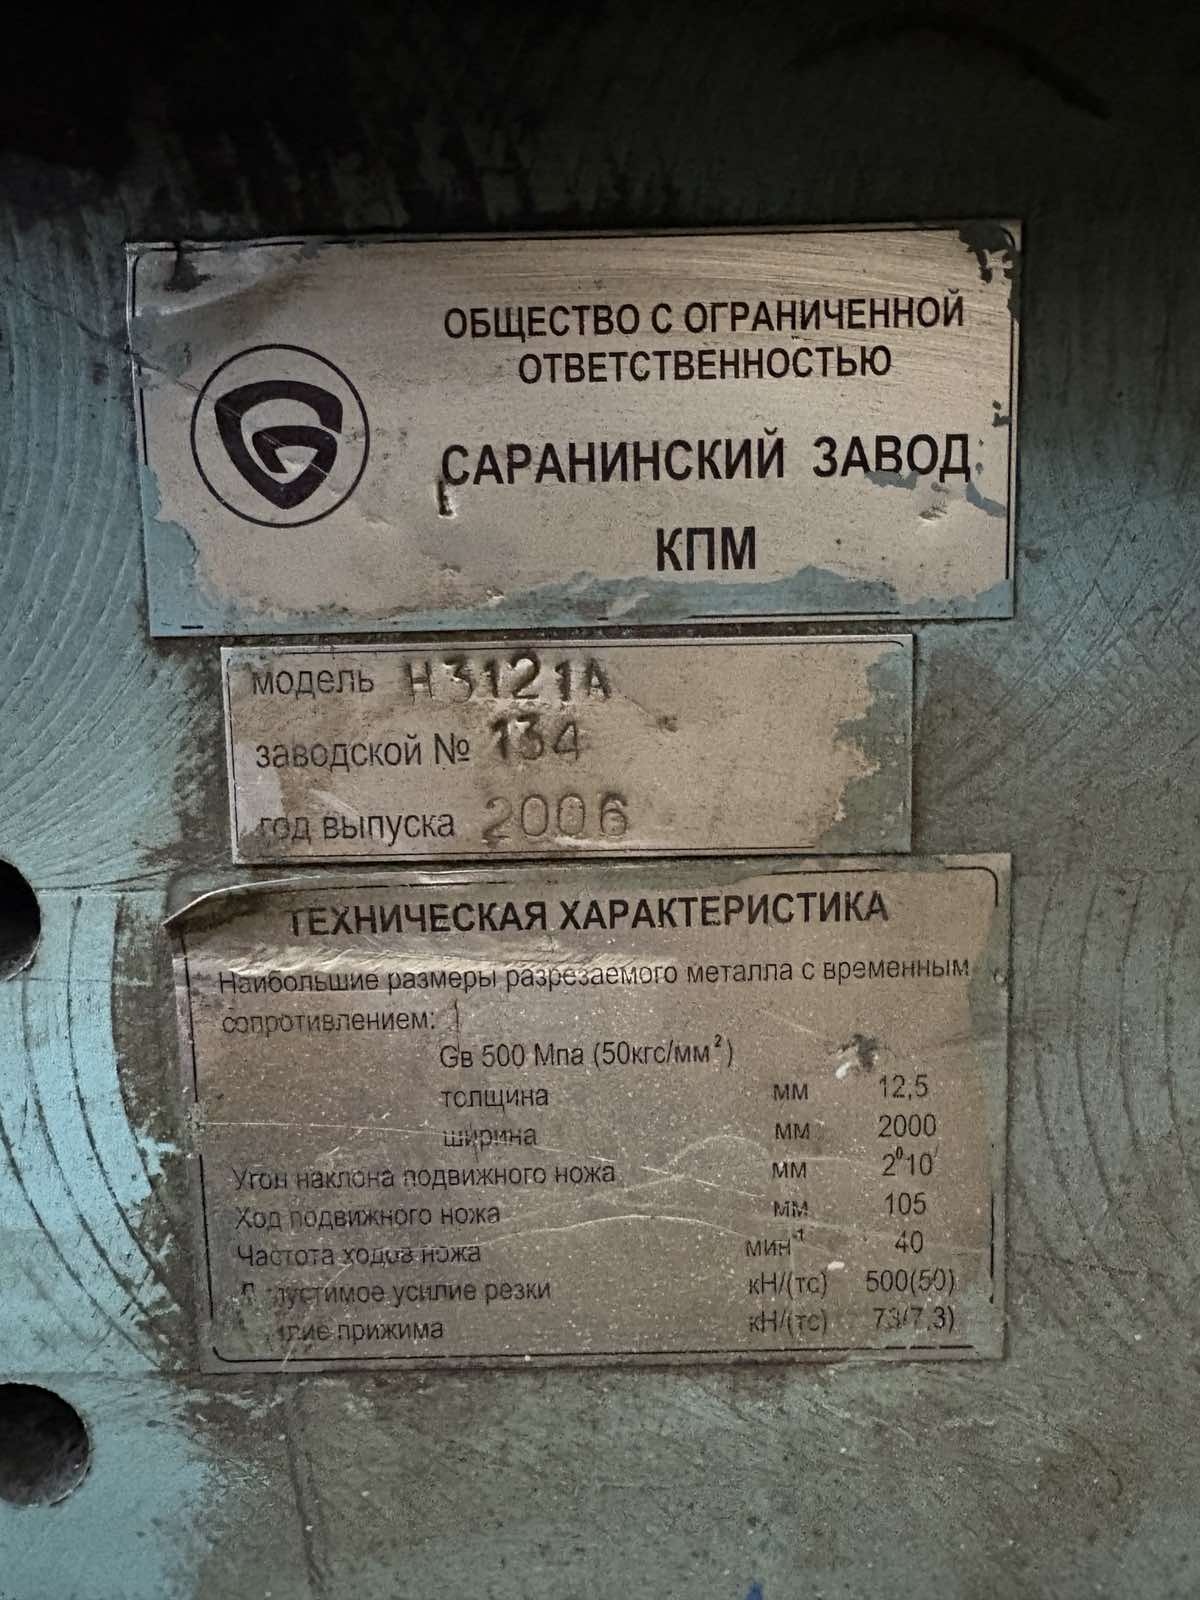 ОБЩЕСТВО С ОГРАНИЧЕННОЙ
ОТВЕТСТВЕННОСТЬЮ
САРАНИНСКИЙ ЗАВОД
КПМ
модель Н3121А
заводской № 134
год выпуска 2006
ТЕХНИЧЕСКАЯ ХАРАКТЕРИСТИКА
Наибольшие размеры разрезаемого металла с временным
сопротивлением:
Gв 500 Мпа (50кгс/мм²)
толщина мм 12,5
ширина мм 2000
Угон наклона подвижного ножа мм 2⁰10′
Ход подвижного ножа мм 105
Частота ходов ножа мин⁻¹ 40
усилие резки кН/(тс) 500(50)
прижима кН/(тс) 73(7,3)